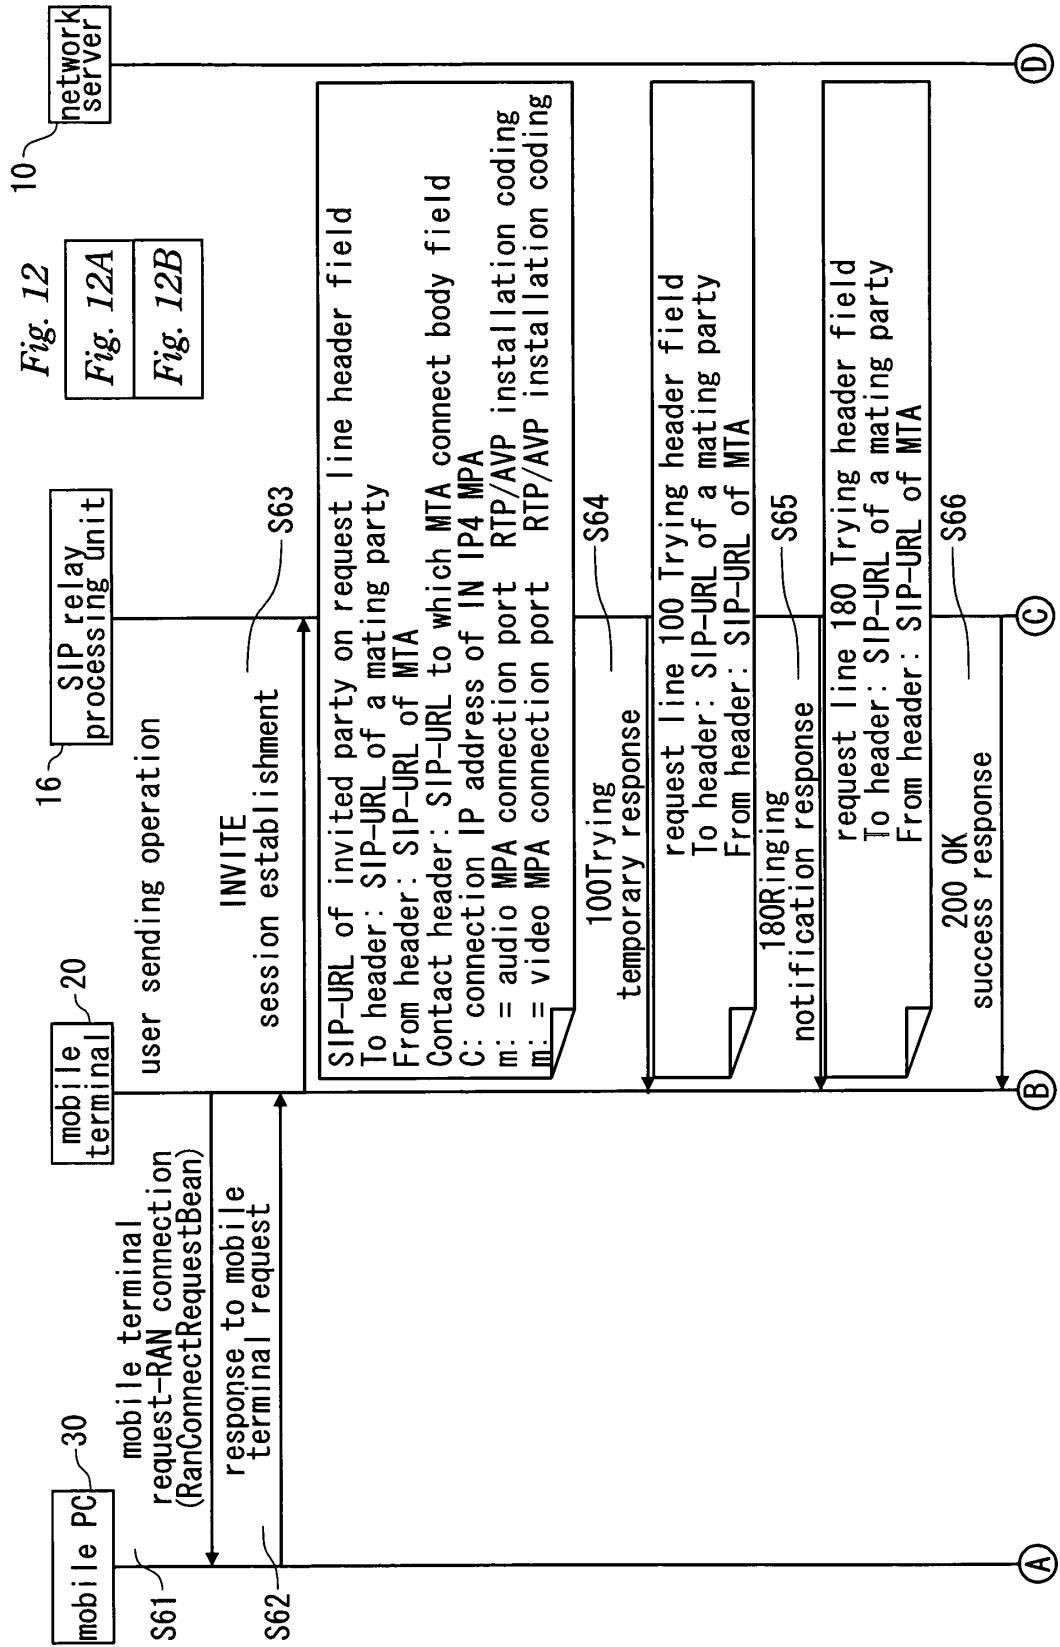 Fig. 12
Fig. 12A
Fig. 12B
mobile PC
30
mobile
terminal
20
SIP relay
processing unit
16
network
server
10
S61
mobile terminal
request-RAN connection
(RanConnectRequestBean)
S62
response to mobile
terminal request
user sending operation
INVITE
session establishment
S63
SIP-URL of invited party on request line header field
To header: SIP-URL of a mating party
From header: SIP-URL of MTA
Contact header: SIP-URL to which MTA connect body field
C: connection IP address of IN IP4 MPA
m: = audio MPA connection port RTP/AVP installation coding
m: = video MPA connection port RTP/AVP installation coding
100Trying
temporary response
S64
request line 100 Trying header field
To header: SIP-URL of a mating party
From header: SIP-URL of MTA
180Ringing
notification response
S65
request line 180 Trying header field
To header: SIP-URL of a mating party
From header: SIP-URL of MTA
200 OK
success response
S66
A
B
C
D